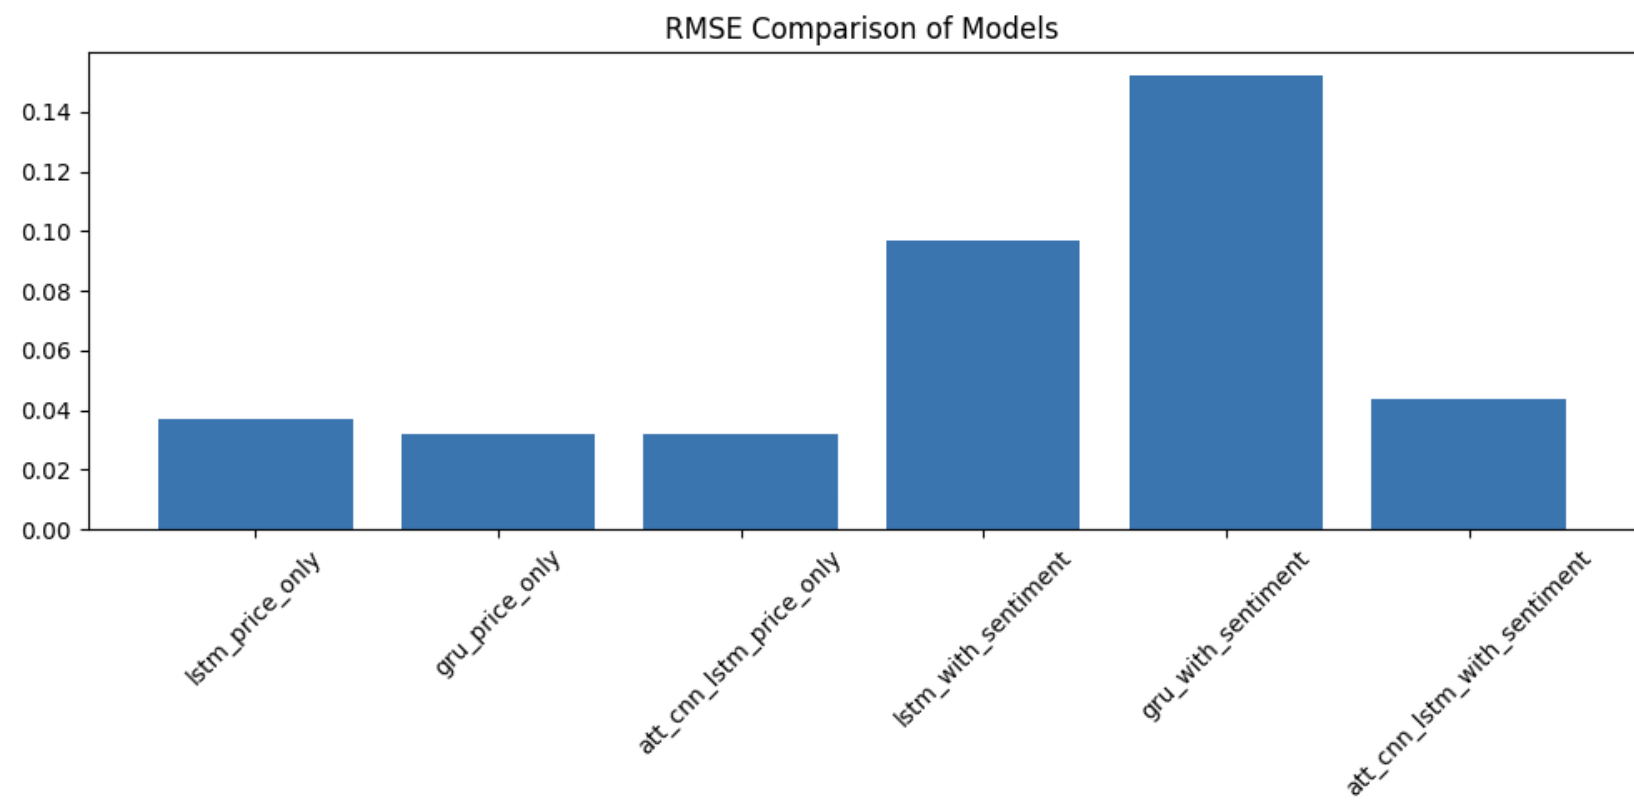 RMSE Comparison of Models
0.14
0.12
0.10
0.08
0.06
0.04
0.02
0.00
lstm_price_only
gru_price_only
att_cnn_lstm_price_only
lstm_with_sentiment
gru_with_sentiment
att_cnn_lstm_with_sentiment